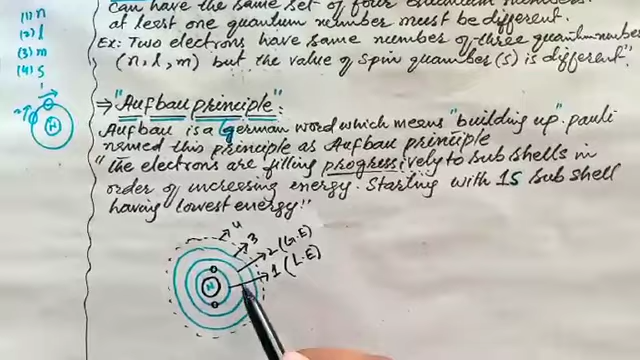 (1) n
(2) l
(3) m
(4) s
can have the same set of four quantum numbers
at least one quantum number must be different.
Ex: Two electrons have same number of three quantum number
(n, l, m) but the value of spin quamber(s) is different".
⇒ "Aufbau principle":
Aufbau is a German word which means "building up" pauli
named this principle as Aufbau principle
"The electrons are filling progressively to sub shells in
order of increasing energy. Starting with 1S sub shell
having lowest energy!"
4
3
2 (G.E)
1 (L.E)
N
N